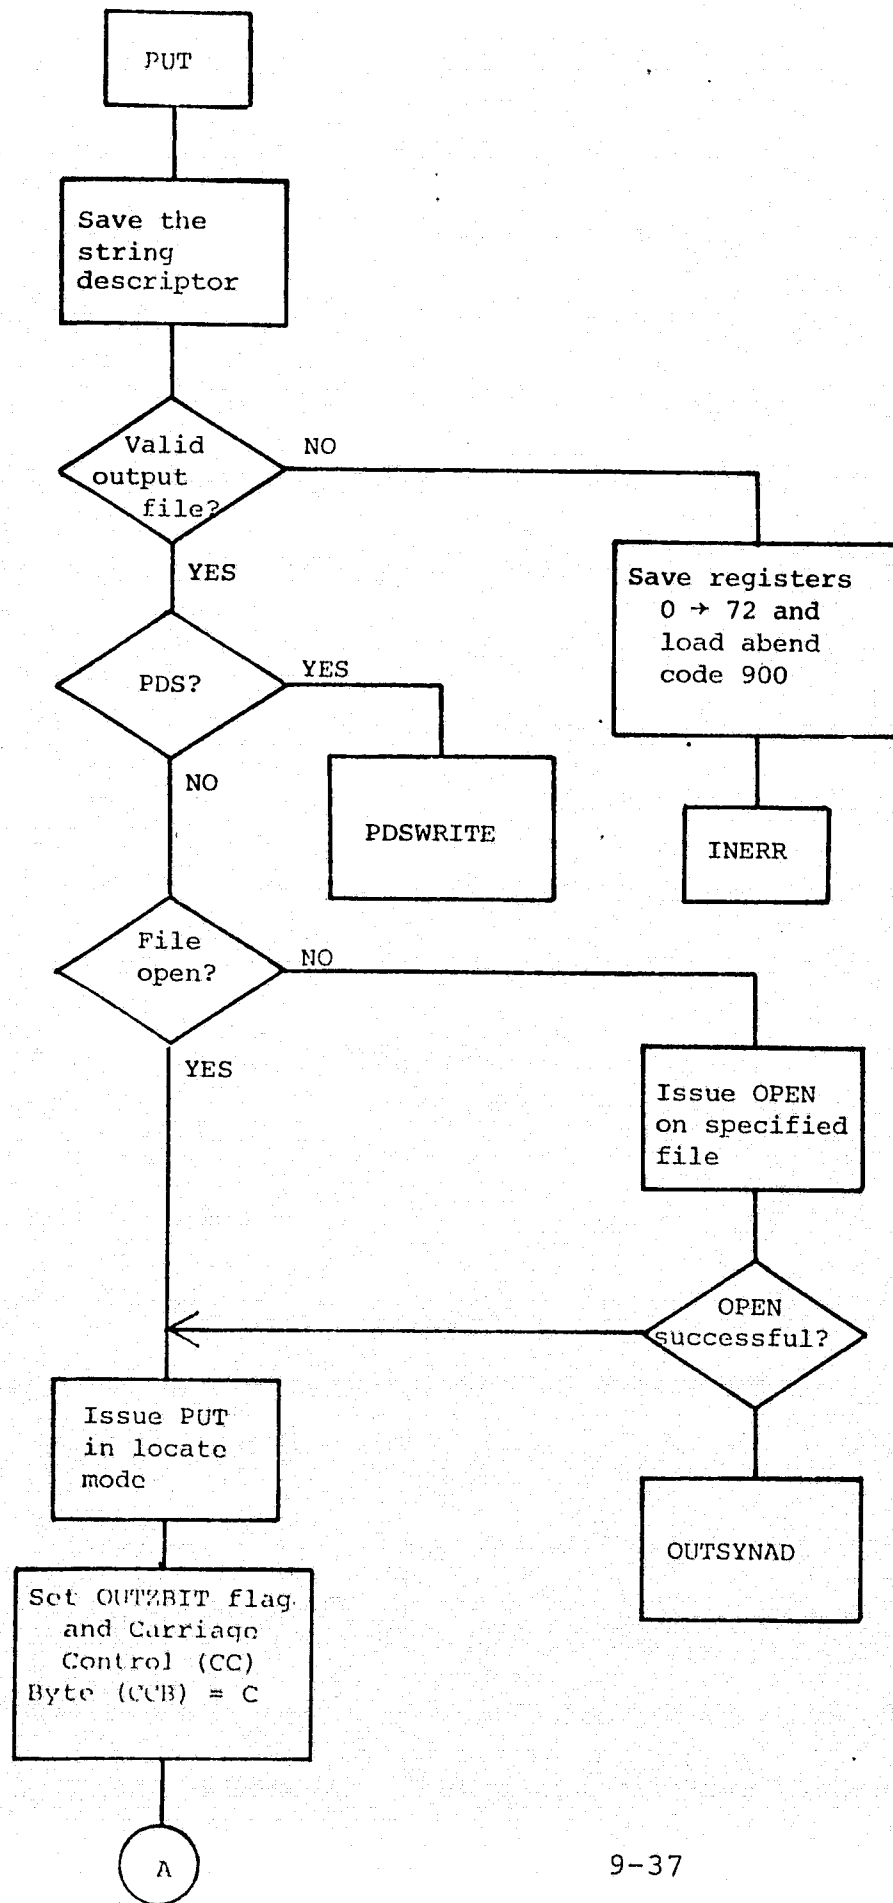 PUT
Save the
string
descriptor
Valid
output
file?
NO
YES
Save registers
0 → 72 and
load abend
code 900
PDS?
YES
NO
PDSWRITE
INERR
File
open?
NO
YES
Issue OPEN
on specified
file
OPEN
successful?
Issue PUT
in locate
mode
OUTSYNAD
Set flag
and Carriage
Control (CC)
Byte (CCB) = C
A
9-37